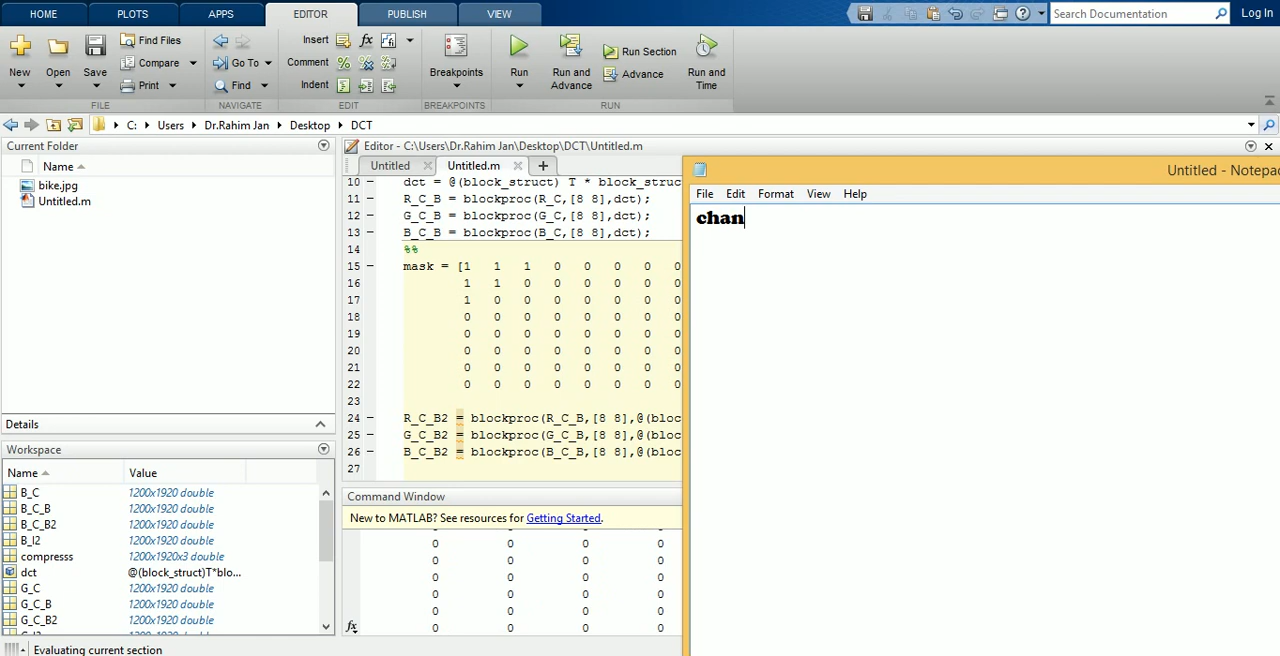 HOME PLOTS APPS EDITOR PUBLISH VIEW Search Documentation Log In
New Open Save Find Files Compare Print
FILE
Go To Find
NAVIGATE
Insert fx
Comment
Indent
EDIT
Breakpoints
BREAKPOINTS
Run Run and Advance Run Section Advance Run and Time
RUN
C: Users Dr.Rahim Jan Desktop DCT
Current Folder
Name
bike.jpg
Untitled.m
Details
Workspace
Name Value
B_C 1200x1920 double
B_C_B 1200x1920 double
B_C_B2 1200x1920 double
B_I2 1200x1920 double
compresss 1200x1920x3 double
dct @(block_struct)T*blo...
G_C 1200x1920 double
G_C_B 1200x1920 double
G_C_B2 1200x1920 double
G_I2 1200x1920 double
Evaluating current section
Editor - C:\Users\Dr.Rahim Jan\Desktop\DCT\Untitled.m
Untitled Untitled.m
10 – dct = @(block_struct) T * block_struc
11 – R_C_B = blockproc(R_C,[8 8],dct);
12 – G_C_B = blockproc(G_C,[8 8],dct);
13 – B_C_B = blockproc(B_C,[8 8],dct);
14 %%
15 – mask = [1 1 1 0 0 0 0 0
16 1 1 0 0 0 0 0 0
17 1 0 0 0 0 0 0 0
18 0 0 0 0 0 0 0 0
19 0 0 0 0 0 0 0 0
20 0 0 0 0 0 0 0 0
21 0 0 0 0 0 0 0 0
22 0 0 0 0 0 0 0 0
23
24 – R_C_B2 = blockproc(R_C_B,[8 8],@(bloc
25 – G_C_B2 = blockproc(G_C_B,[8 8],@(bloc
26 – B_C_B2 = blockproc(B_C_B,[8 8],@(bloc
27
Command Window
New to MATLAB? See resources for Getting Started.
0 0 0 0
0 0 0 0
0 0 0 0
0 0 0 0
0 0 0 0
fx 0 0 0 0
Untitled - Notepa
File Edit Format View Help
chan